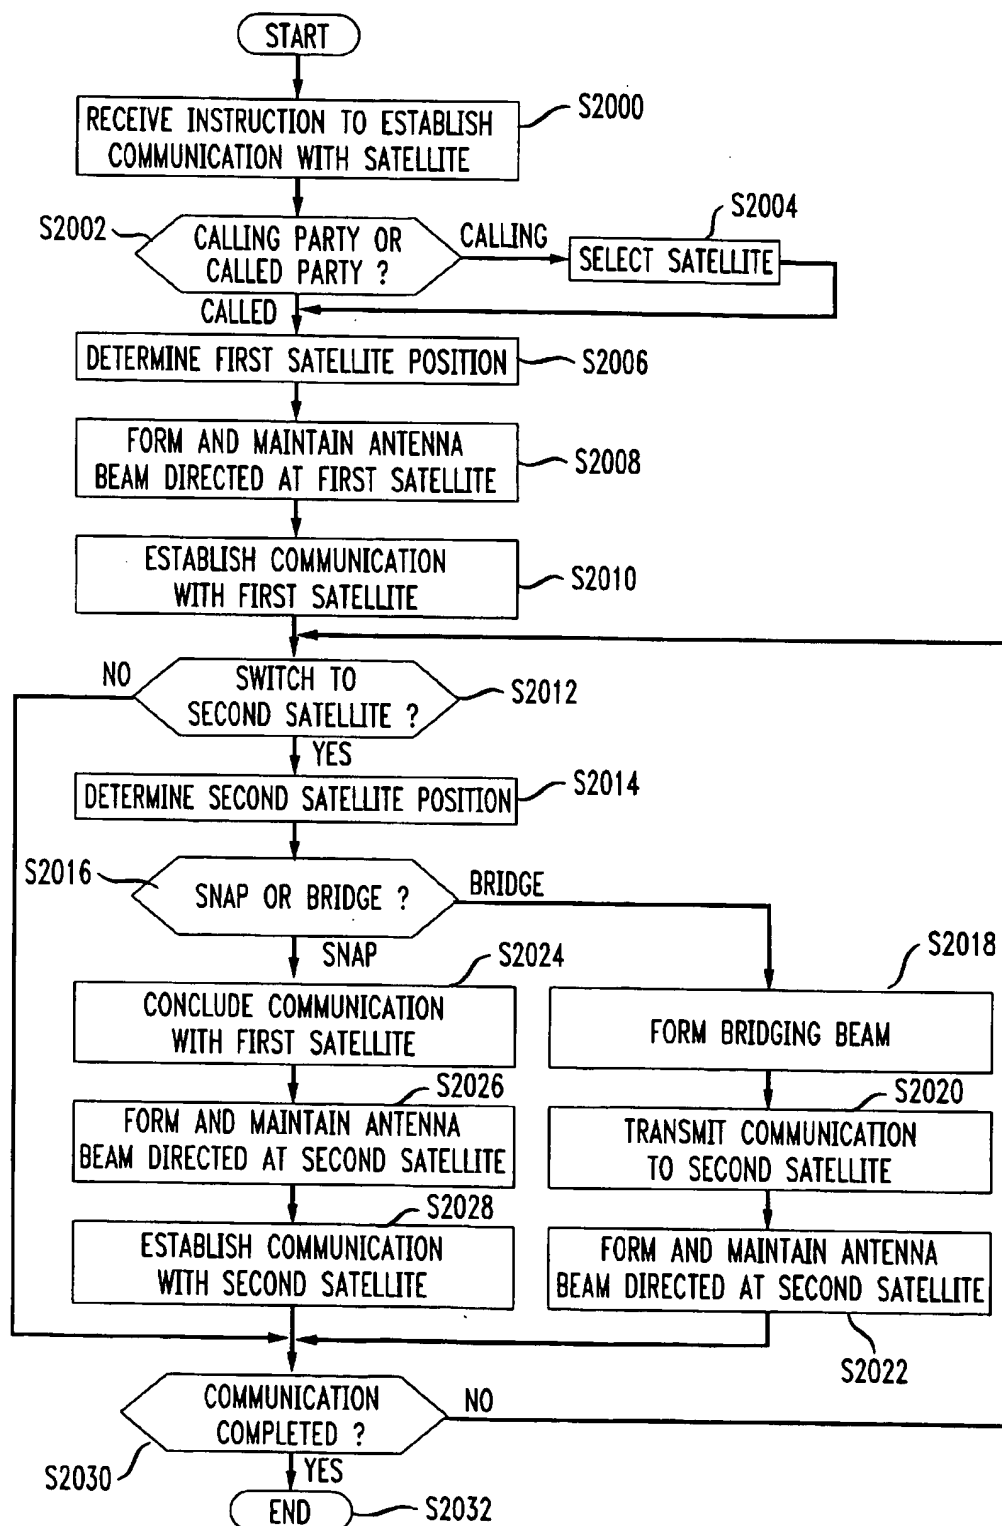 START
RECEIVE INSTRUCTION TO ESTABLISH
COMMUNICATION WITH SATELLITE
S2000
S2002
CALLING PARTY OR
CALLED PARTY ?
CALLING
S2004
SELECT SATELLITE
CALLED
DETERMINE FIRST SATELLITE POSITION
S2006
FORM AND MAINTAIN ANTENNA
BEAM DIRECTED AT FIRST SATELLITE
S2008
ESTABLISH COMMUNICATION
WITH FIRST SATELLITE
S2010
NO
SWITCH TO
SECOND SATELLITE ?
S2012
YES
DETERMINE SECOND SATELLITE POSITION
S2014
S2016
SNAP OR BRIDGE ?
BRIDGE
SNAP
S2024
CONCLUDE COMMUNICATION
WITH FIRST SATELLITE
S2018
FORM BRIDGING BEAM
S2026
FORM AND MAINTAIN ANTENNA
BEAM DIRECTED AT SECOND SATELLITE
S2020
TRANSMIT COMMUNICATION
TO SECOND SATELLITE
S2028
ESTABLISH COMMUNICATION
WITH SECOND SATELLITE
FORM AND MAINTAIN ANTENNA
BEAM DIRECTED AT SECOND SATELLITE
S2022
COMMUNICATION
COMPLETED ?
NO
S2030
YES
END
S2032